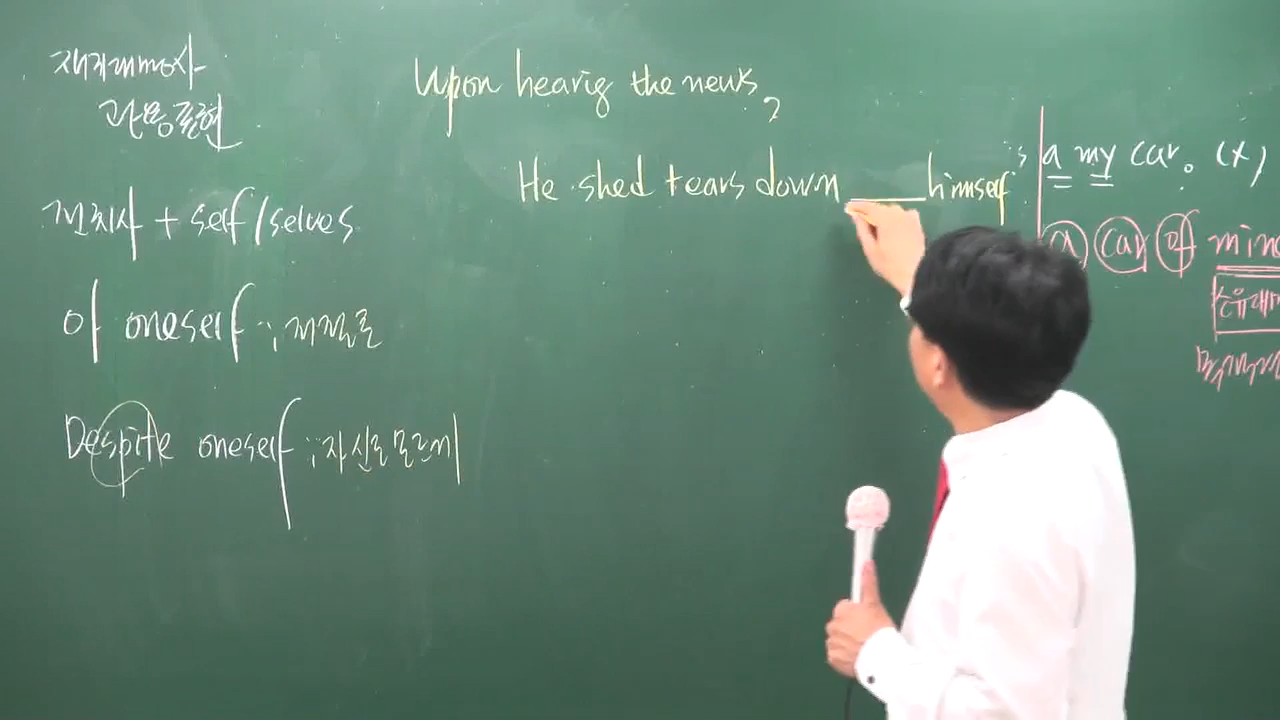 재귀대명사
관용표현
전치사 + self/selves
of oneself ; 저절로
Despite oneself ; 자신도 모르게
Upon hearing the news,
He shed tears down ___ himself
is a my car. (X)
a car of mine